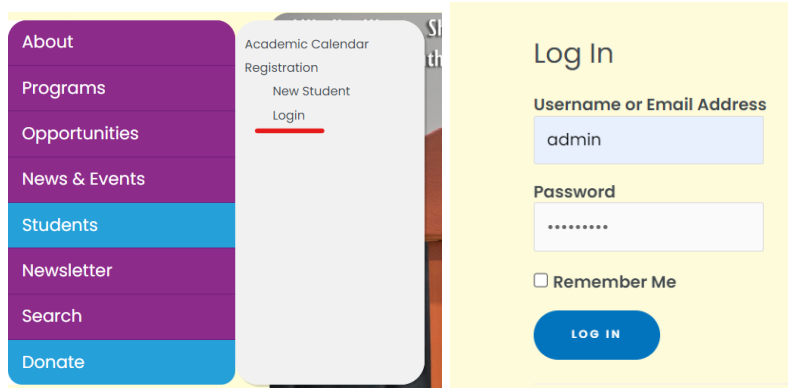 About
Programs
Opportunities
News & Events
Students
Newsletter
Search
Donate
Academic Calendar
Registration
New Student
Login
Log In
Username or Email Address
admin
Password
Remember Me
LOG IN